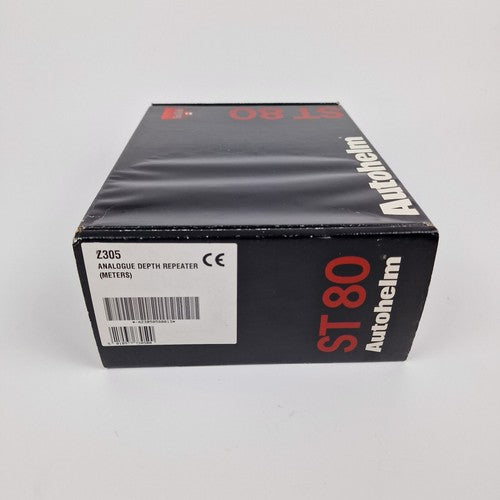 ST 80
Autohelm®
Z305
ANALOGUE DEPTH REPEATER
(METERS)
CE
ST 80
Autohelm®